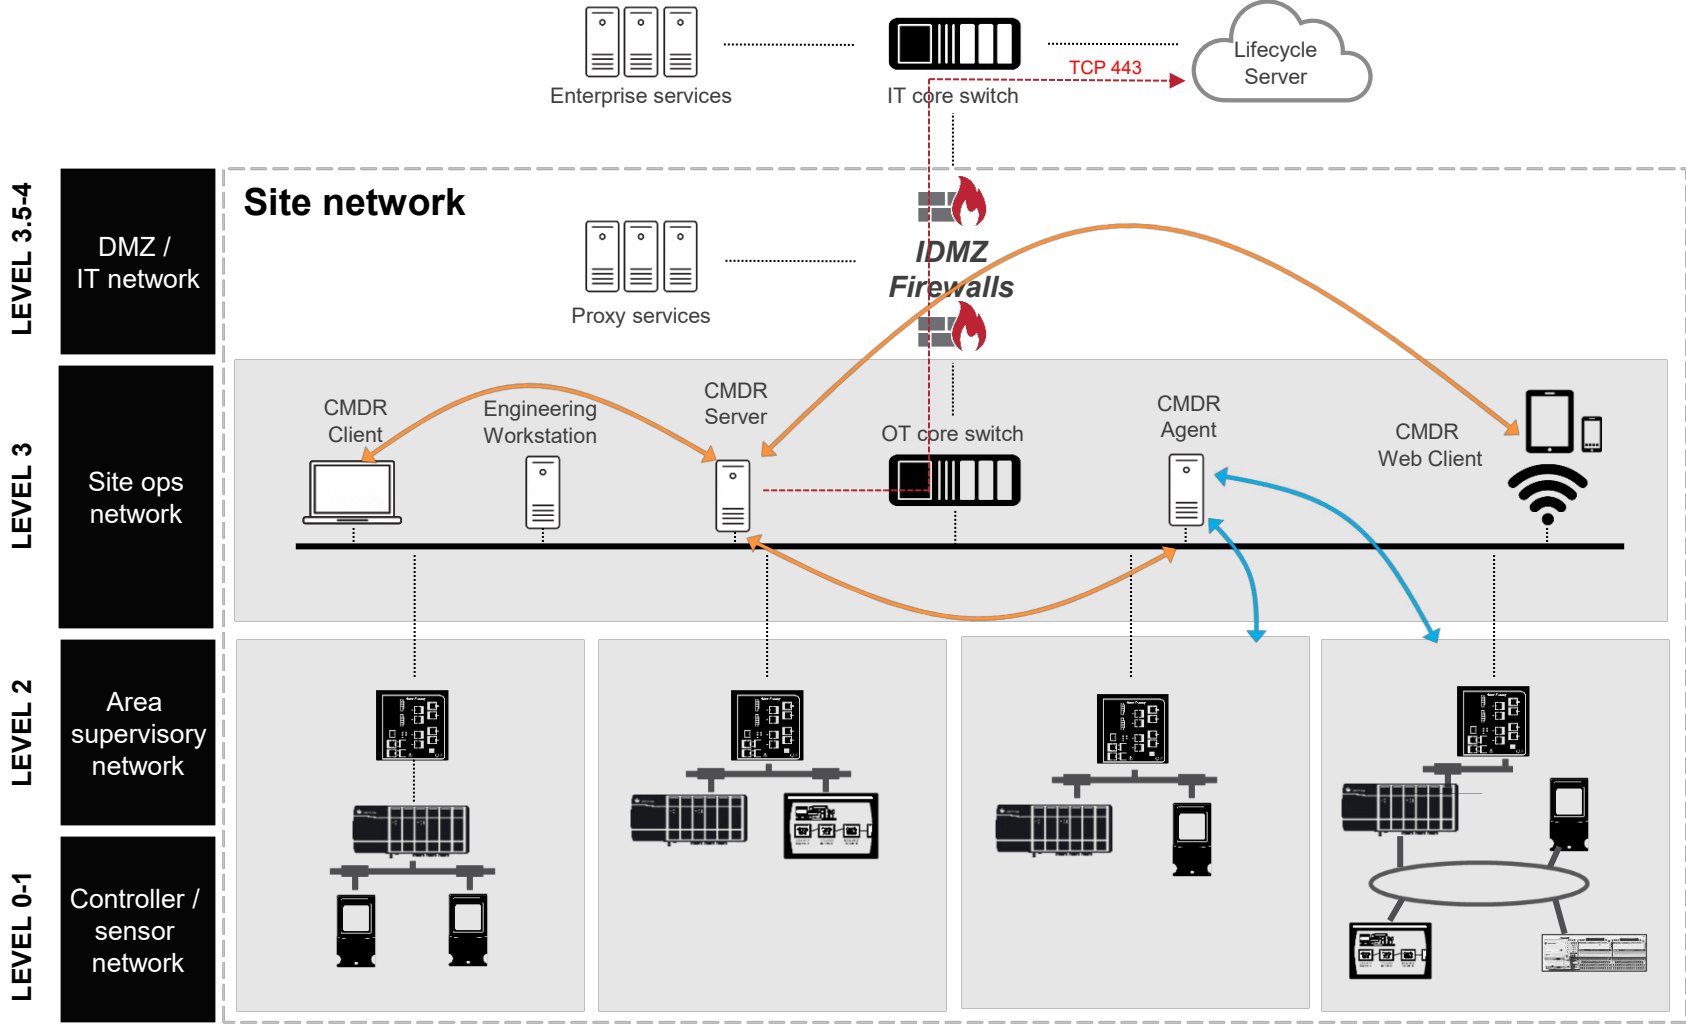 Enterprise services
IT core switch
TCP 443
Lifecycle
Server
LEVEL 3.5-4
DMZ /
IT network
Site network
Proxy services
IDMZ
Firewalls
LEVEL 3
Site ops
network
CMDR
Client
Engineering
Workstation
CMDR
Server
OT core switch
CMDR
Agent
CMDR
Web Client
LEVEL 2
Area
supervisory
network
LEVEL 0-1
Controller /
sensor
network